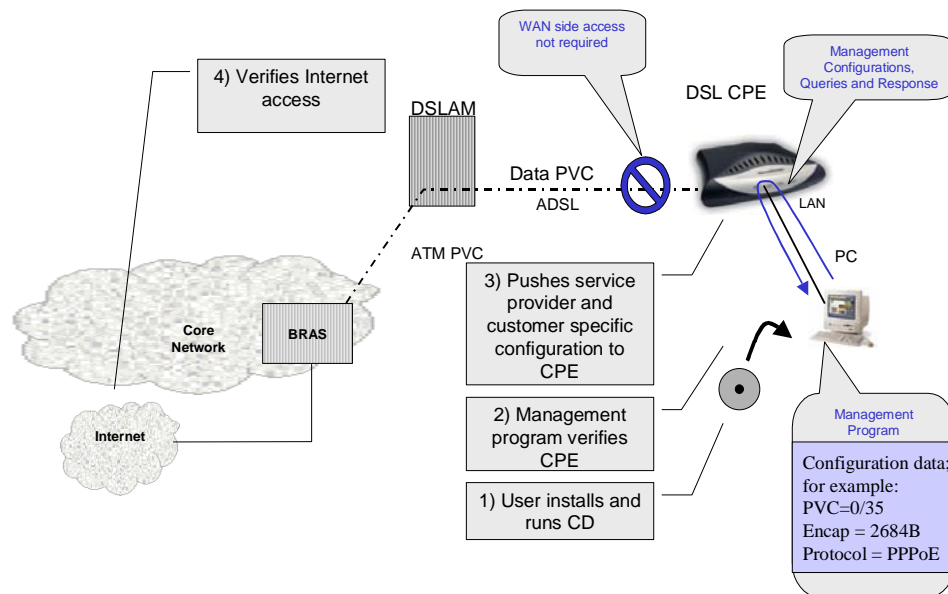 WAN side access
not required
Management
Configurations,
Queries and Response
4) Verifies Internet
access
DSLAM
DSL CPE
Data PVC
ADSL
LAN
ATM PVC
PC
3) Pushes service
provider and
customer specific
configuration to
CPE
Core
Network
BRAS
2) Management
program verifies
CPE
Internet
1) User installs and
runs CD
Management
Program
Configuration data;
for example:
PVC=0/35
Encap = 2684B
Protocol = PPPoE